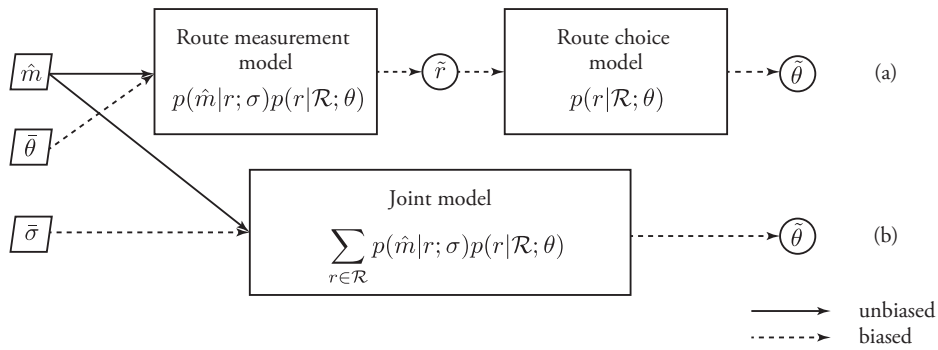 m̂
Route measurement
model
p(m̂|r; σ)p(r|ℛ; θ)
r̃
Route choice
model
p(r|ℛ; θ)
θ̃
(a)
θ̄
σ̄
Joint model
∑ p(m̂|r; σ)p(r|ℛ; θ)
r∈ℛ
θ̃
(b)
unbiased
biased